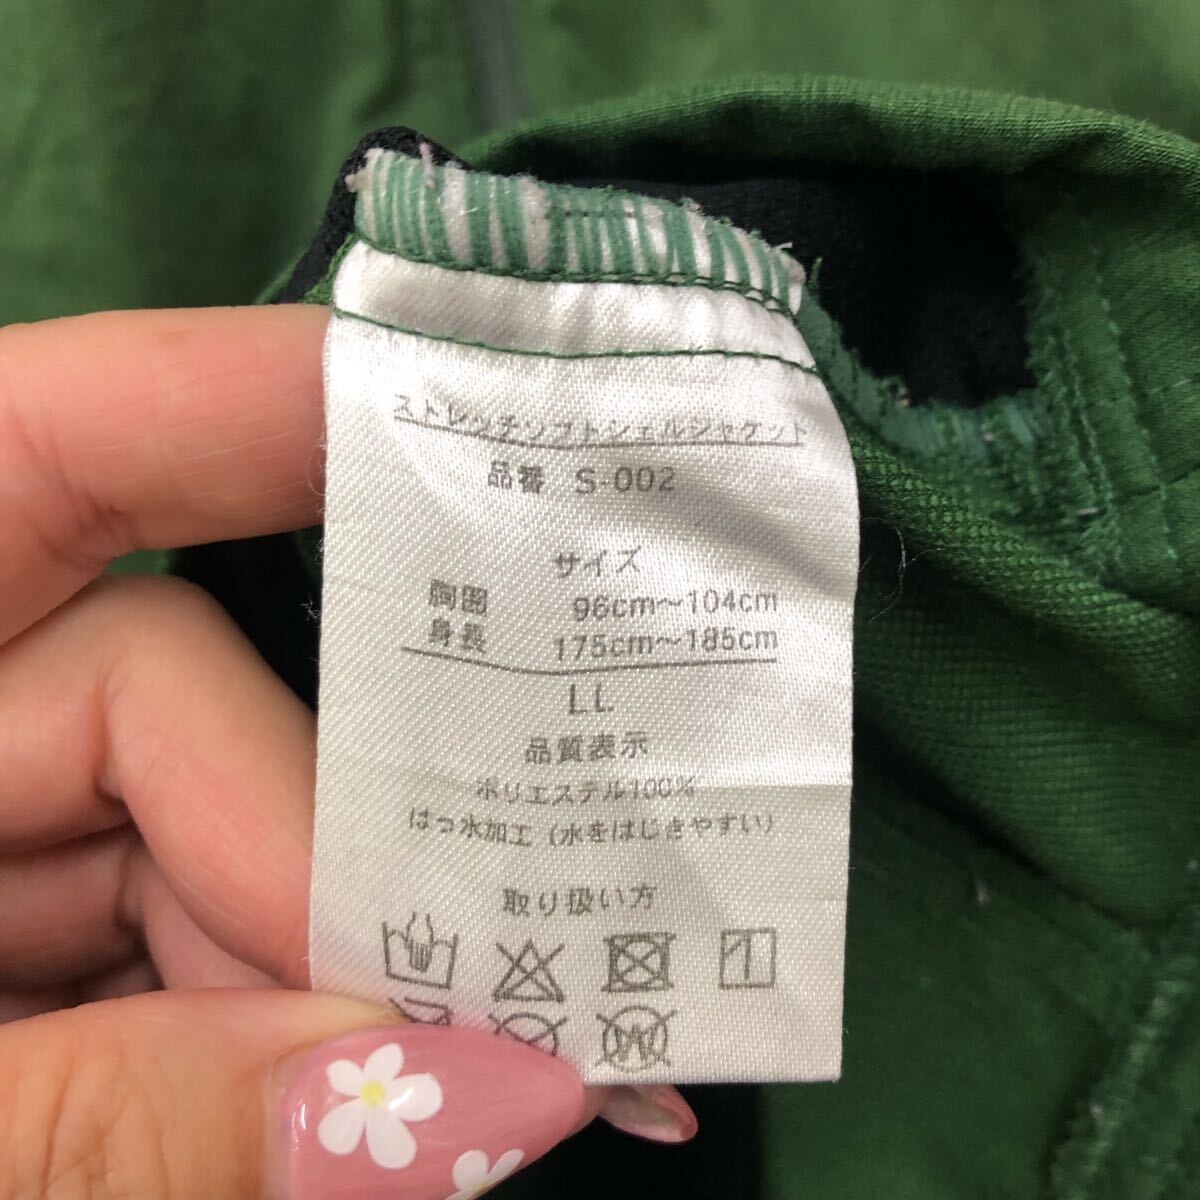 ストレッチソフトシェルジャケット
品番 S-002
サイズ
胸囲 96cm～104cm
身長 175cm～185cm
LL
品質表示
ポリエステル100%
はっ水加工（水をはじきやすい）
取り扱い方
W